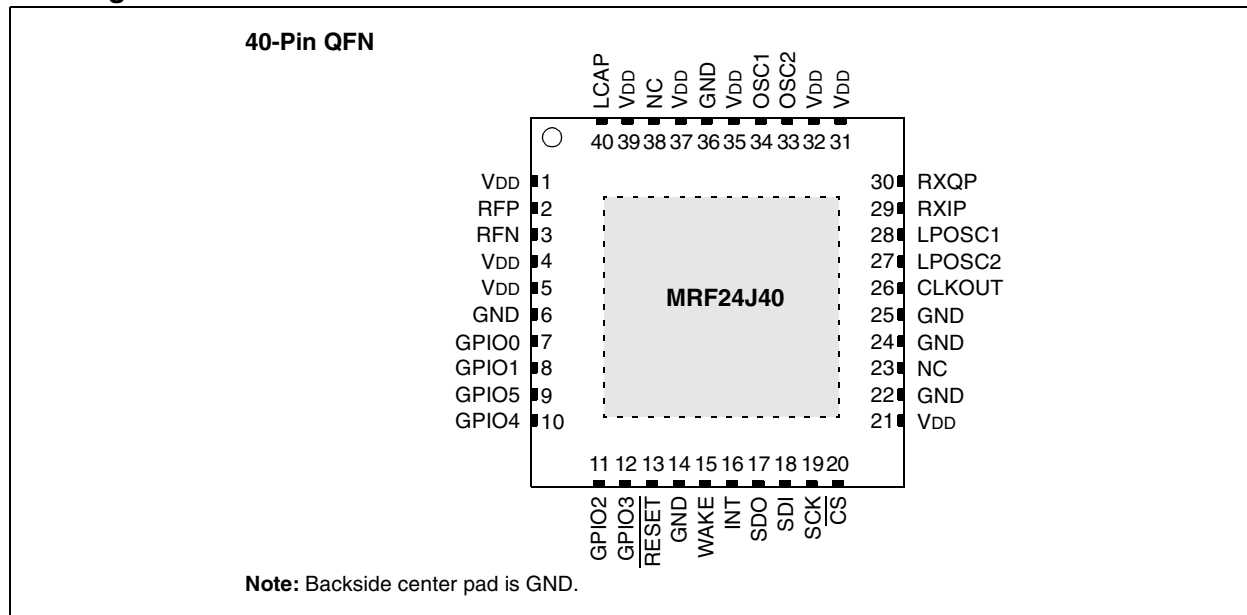 40-Pin QFN
LCAP
VDD
NC
VDD
GND
VDD
OSC1
OSC2
VDD
VDD
40 39 38 37 36 35 34 33 32 31
VDD 1
RFP 2
RFN 3
VDD 4
VDD 5
GND 6
GPIO0 7
GPIO1 8
GPIO5 9
GPIO4 10
MRF24J40
30 RXQP
29 RXIP
28 LPOSC1
27 LPOSC2
26 CLKOUT
25 GND
24 GND
23 NC
22 GND
21 VDD
11 12 13 14 15 16 17 18 19 20
GPIO2
GPIO3
RESET
GND
WAKE
INT
SDO
SDI
SCK
CS
Note: Backside center pad is GND.